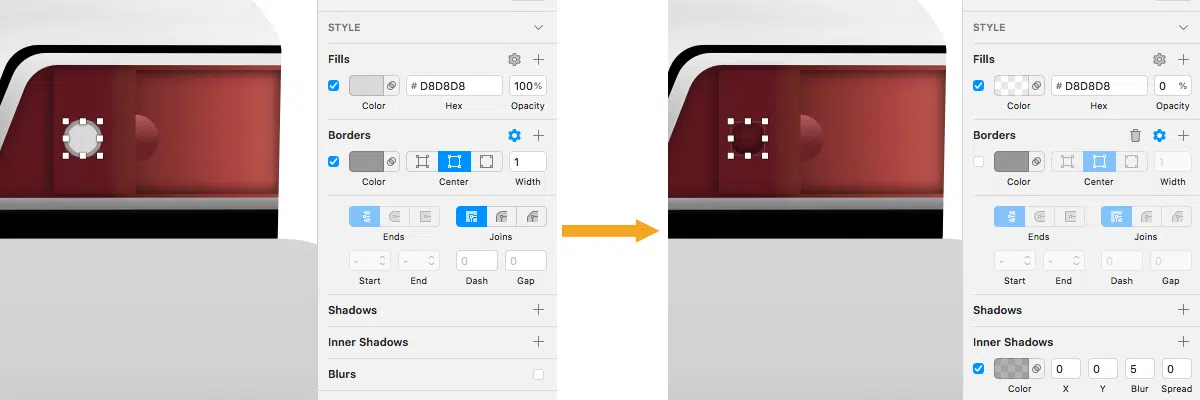 STYLE
Fills
# D8D8D8 100%
Color Hex Opacity
Borders
1
Color Center Width
Ends Joins
- - 0 0
Start End Dash Gap
Shadows
Inner Shadows
Blurs
STYLE
Fills
# D8D8D8 0 %
Color Hex Opacity
Borders
1
Color Center Width
Ends Joins
- - 0 0
Start End Dash Gap
Shadows
Inner Shadows
0 0 5 0
Color X Y Blur Spread